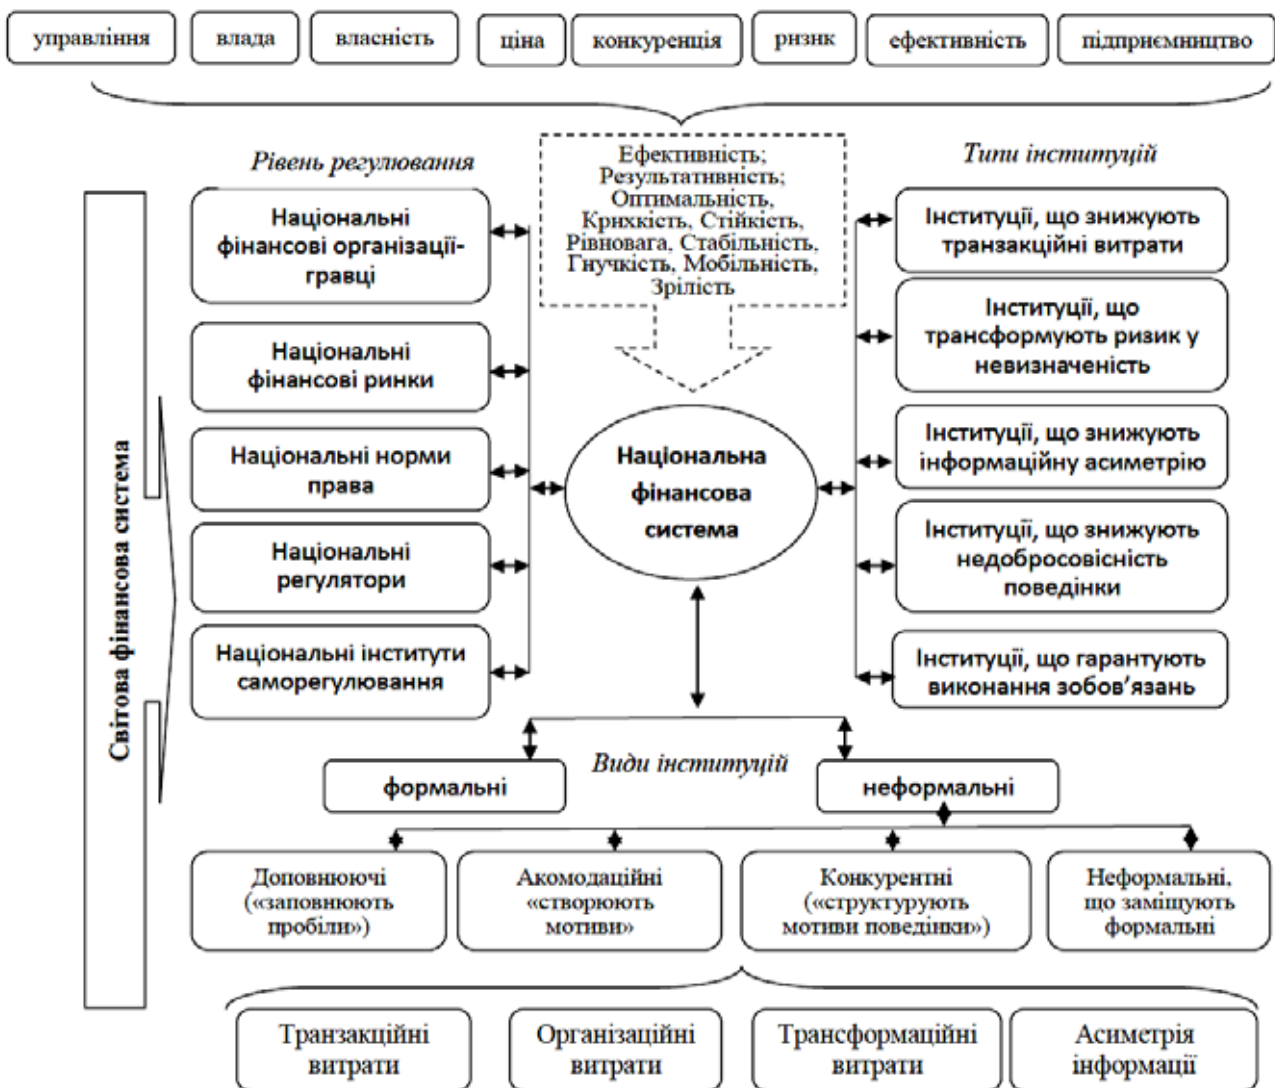 управління
влада
власність
ціна
конкуренція
ризик
ефективність
підприємництво
Рівень регулювання
Ефективність;
Результативність;
Оптимальність,
Крихкість, Стійкість,
Рівновага, Стабільність,
Гнучкість, Мобільність,
Зрілість
Типи інституцій
Світова фінансова система
Національні
фінансові організації-
гравці
Національні
фінансові ринки
Національні норми
права
Національні
регулятори
Національні інститути
саморегулювання
Національна
фінансова
система
Інституції, що знижують
транзакційні витрати
Інституції, що
трансформують ризик у
невизначеність
Інституції, що знижують
інформаційну асиметрію
Інституції, що знижують
недобросовісність
поведінки
Інституції, що гарантують
виконання зобов’язань
Види інституцій
формальні
неформальні
Доповнюючі
(«заповнюють
пробіли»)
Акомодаційні
«створюють
мотиви»
Конкурентні
(«структурують
мотиви поведінки»)
Неформальні,
що заміщують
формальні
Транзакційні
витрати
Організаційні
витрати
Трансформаційні
витрати
Асиметрія
інформації